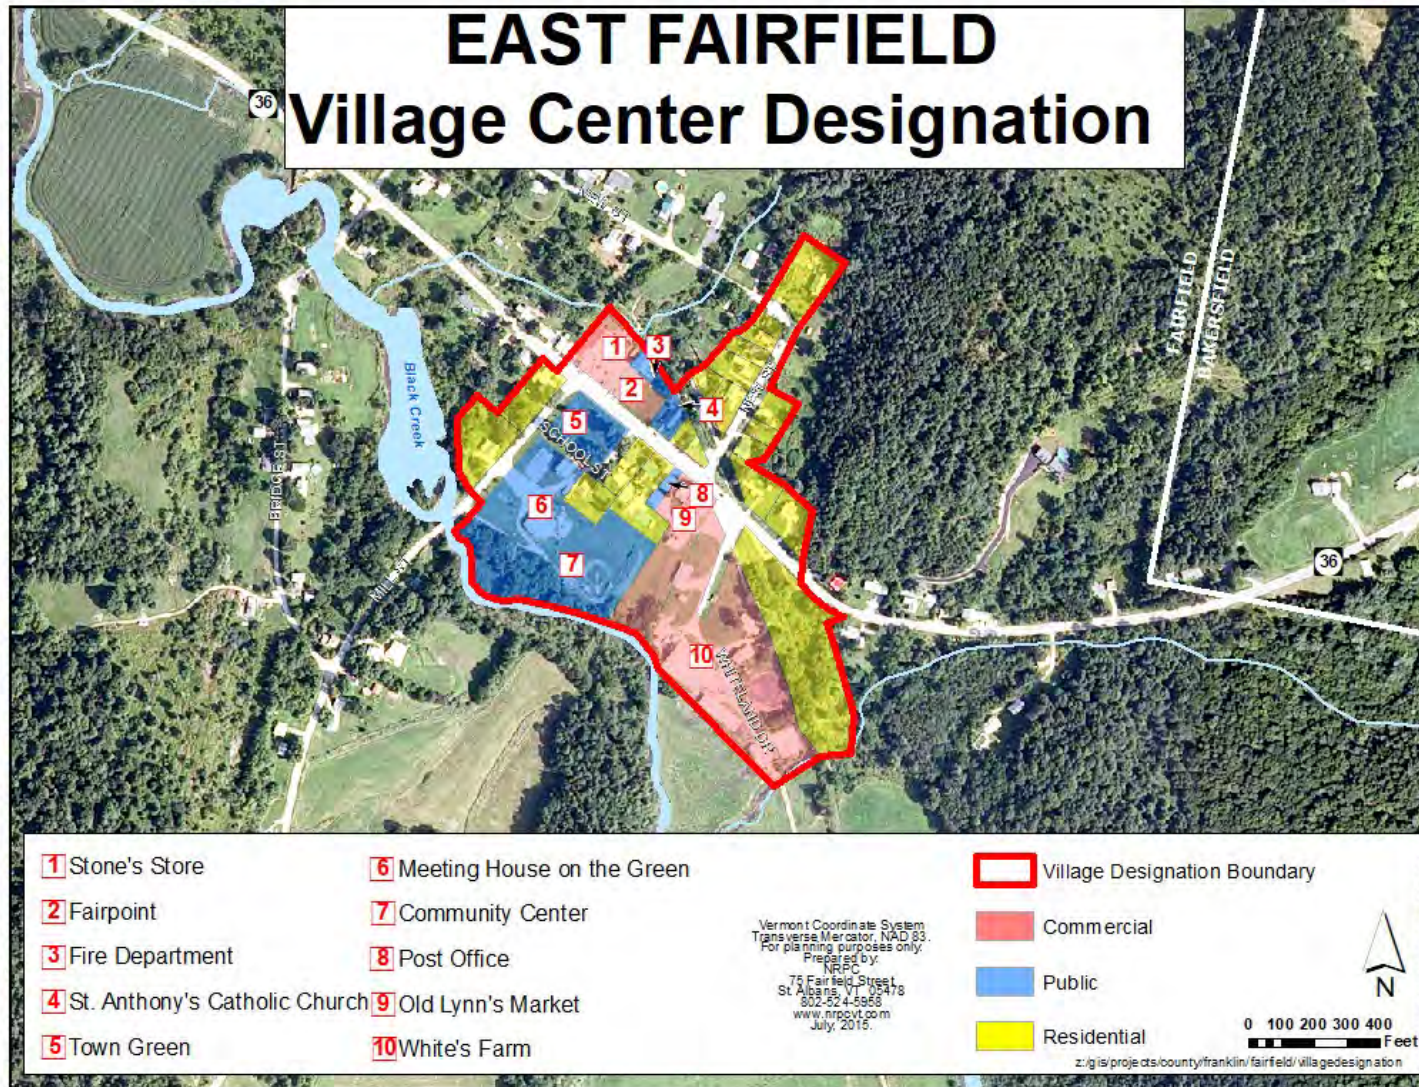 EAST FAIRFIELD
Village Center Designation
36
NEW ST
FAIRFIELD
BAKERSFIELD
Black Creek
BRIDGE ST
MILL ST
SCHOOL ST
NEW ST
WHITELAND DR
36
1
2
3
4
5
6
7
8
9
10
1 Stone's Store
2 Fairpoint
3 Fire Department
4 St. Anthony's Catholic Church
5 Town Green
6 Meeting House on the Green
7 Community Center
8 Post Office
9 Old Lynn's Market
10 White's Farm
Vermont Coordinate System
Transverse Mercator, NAD 83.
For planning purposes only.
Prepared by:
NRPC
75 Fairfield Street
St. Albans, VT 05478
802-524-5958
www.nrpcvt.com
July, 2015.
Village Designation Boundary
Commercial
Public
Residential
N
0 100 200 300 400
Feet
z:/gis/projects/county/franklin/fairfield/villagedesignation